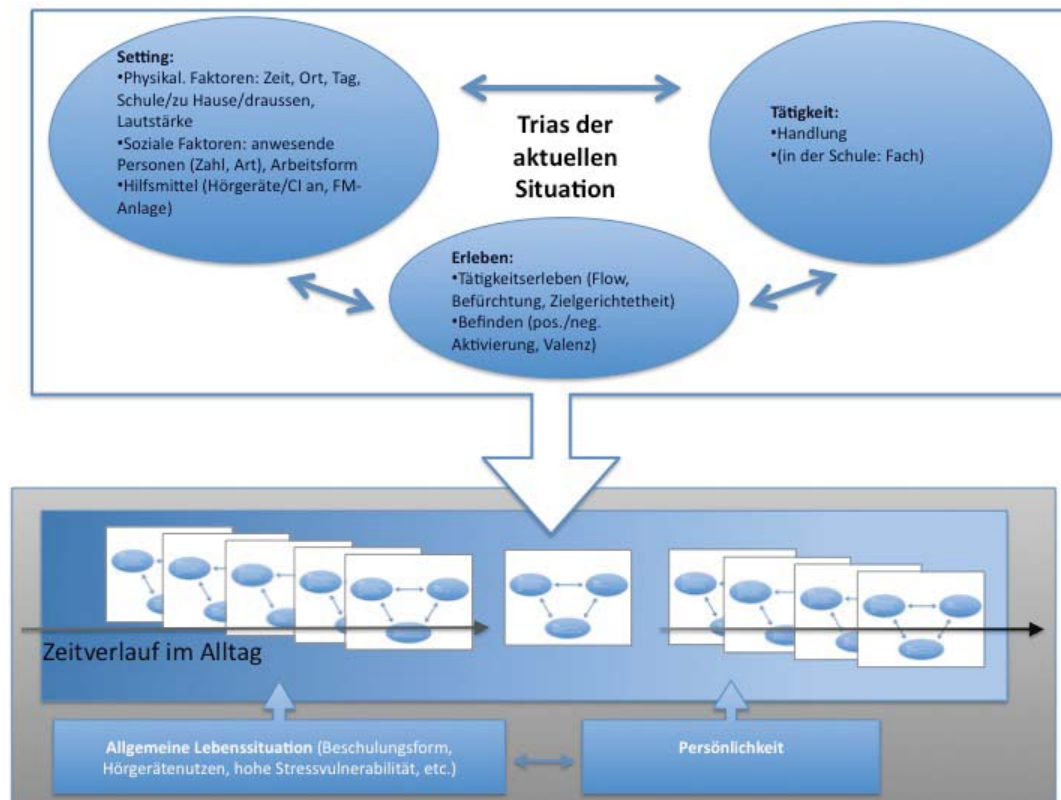 Setting:
•Physikal. Faktoren: Zeit, Ort, Tag,
Schule/zu Hause/draussen,
Lautstärke
•Soziale Faktoren: anwesende
Personen (Zahl, Art), Arbeitsform
•Hilfsmittel (Hörgeräte/CI an, FM-
Anlage)
Trias der
aktuellen
Situation
Tätigkeit:
•Handlung
•(in der Schule: Fach)
Erleben:
•Tätigkeitserleben (Flow,
Befürchtung, Zielgerichtetheit)
•Befinden (pos./neg.
Aktivierung, Valenz)
Zeitverlauf im Alltag
Allgemeine Lebenssituation (Beschulungsform,
Hörgerätenutzen, hohe Stressvulnerabilität, etc.)
Persönlichkeit